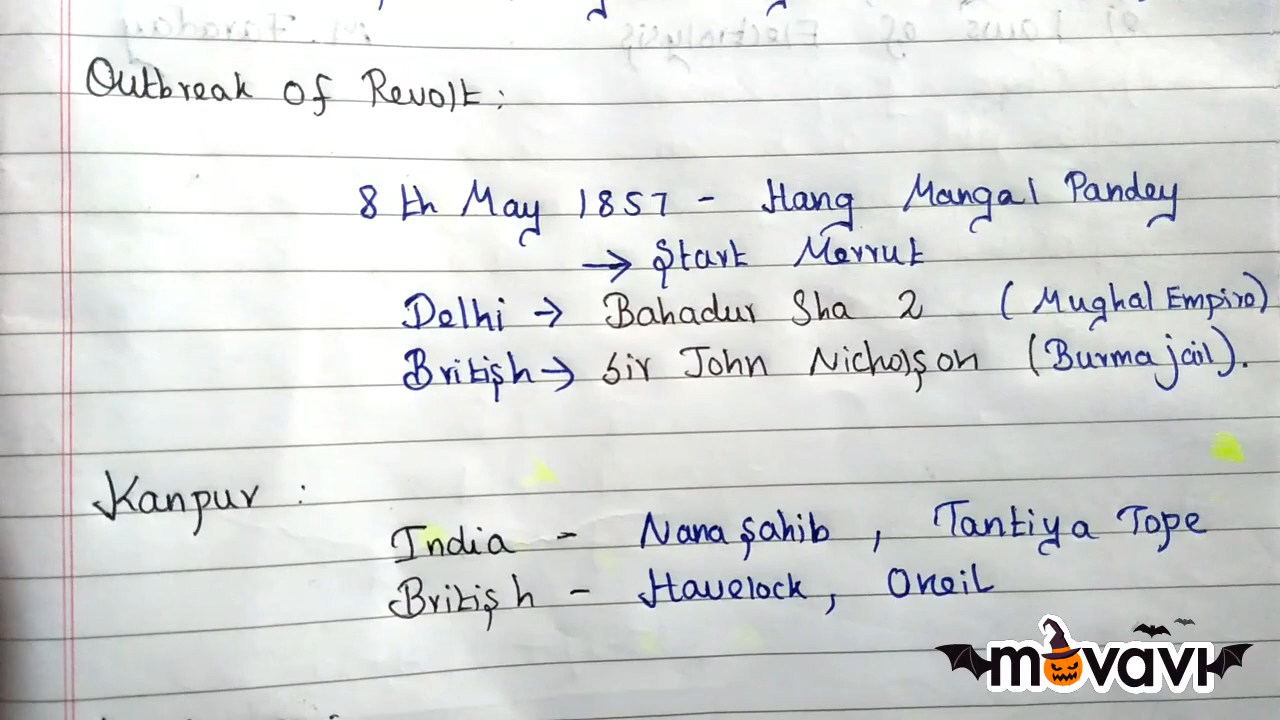 Outbreak of Revolt:
8 th May 1857 - Hang Mangal Pandey
→ Start Merrut
Delhi → Bahadur Sha 2 (Mughal Empire)
British → Sir John Nicholson (Burma jail).
Kanpur :
India - Nana sahib, Tantiya Tope
British - Havelock, Oneil
movavi